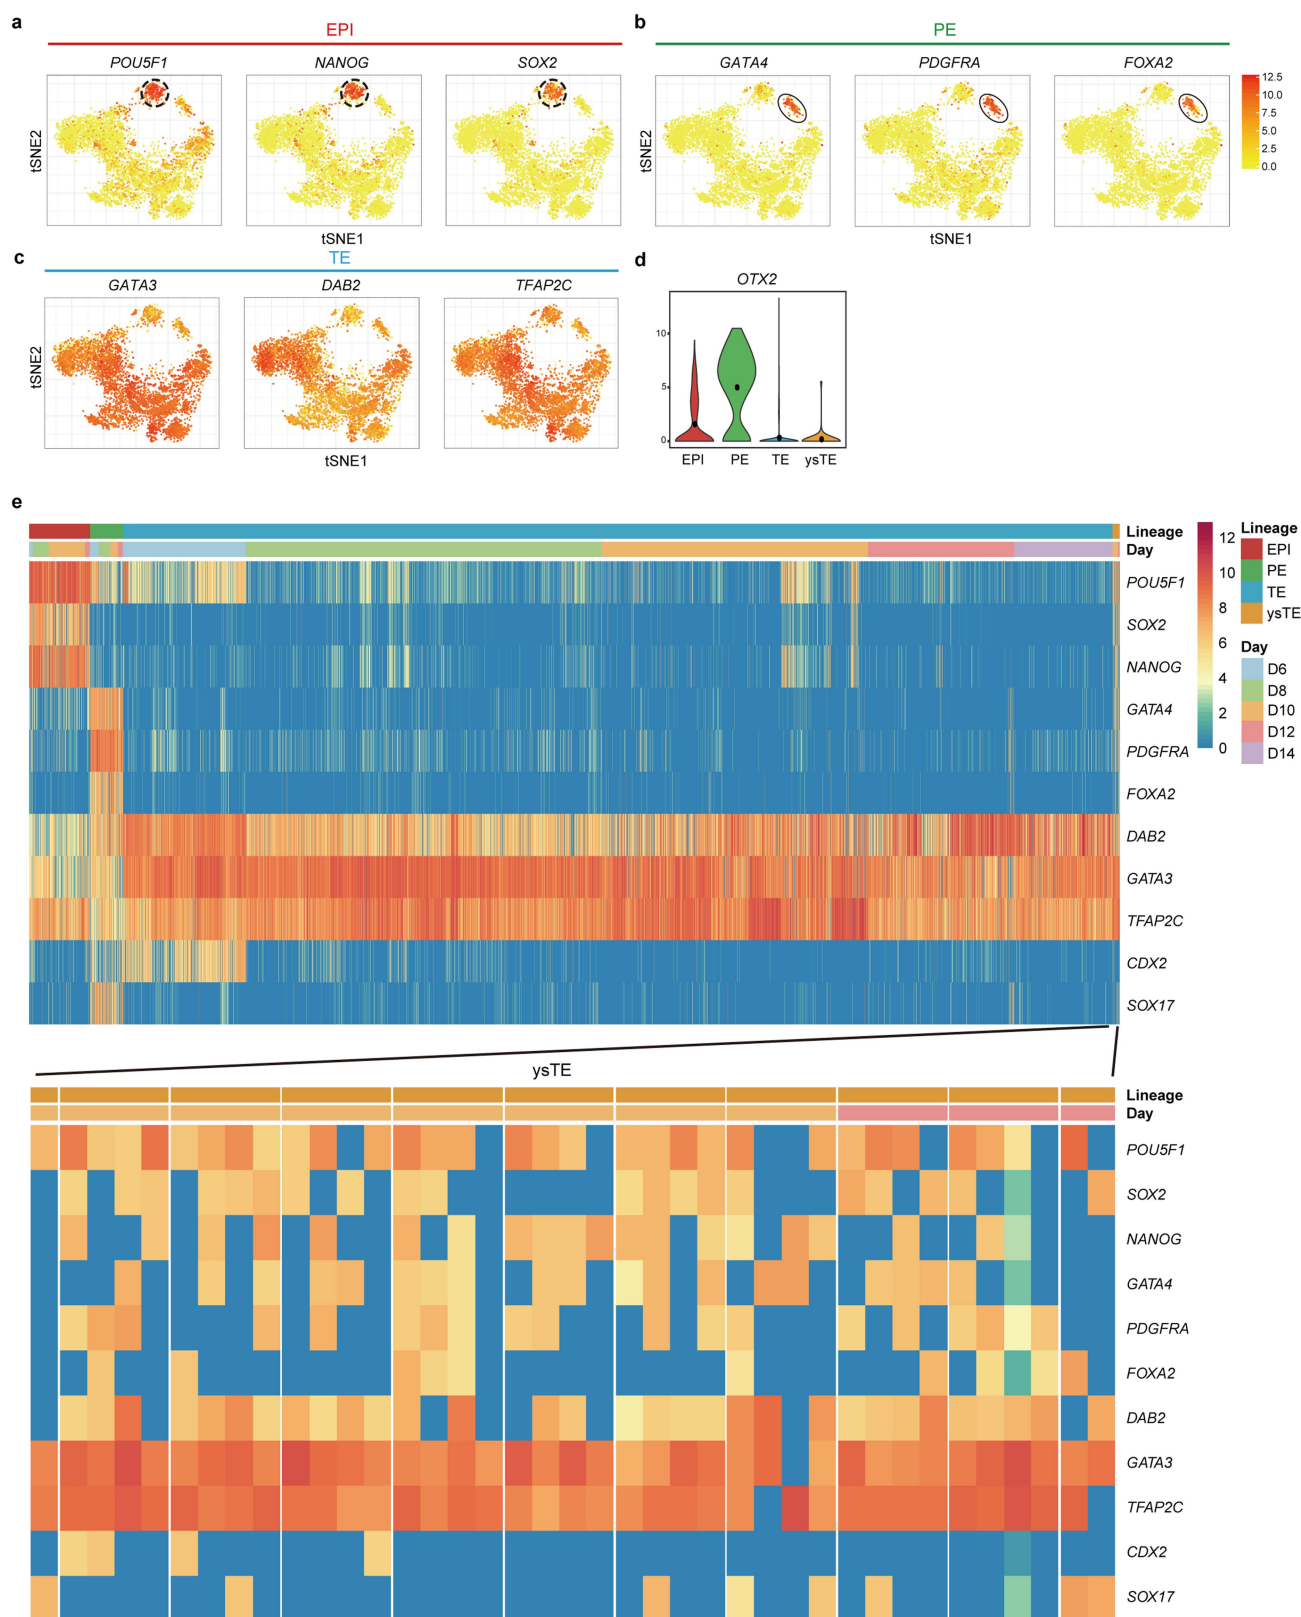 a
EPI
POU5F1 NANOG SOX2
tSNE2
tSNE1
b
PE
GATA4 PDGFRA FOXA2
tSNE2
tSNE1
12.5
10.0
7.5
5.0
2.5
0.0
c
TE
GATA3 DAB2 TFAP2C
tSNE2
tSNE1
d
OTX2
10
5
0
EPI PE TE ysTE
e
Lineage
Day
POU5F1
SOX2
NANOG
GATA4
PDGFRA
FOXA2
DAB2
GATA3
TFAP2C
CDX2
SOX17
12
10
8
6
4
2
0
Lineage
EPI
PE
TE
ysTE
Day
D6
D8
D10
D12
D14
ysTE
Lineage
Day
POU5F1
SOX2
NANOG
GATA4
PDGFRA
FOXA2
DAB2
GATA3
TFAP2C
CDX2
SOX17